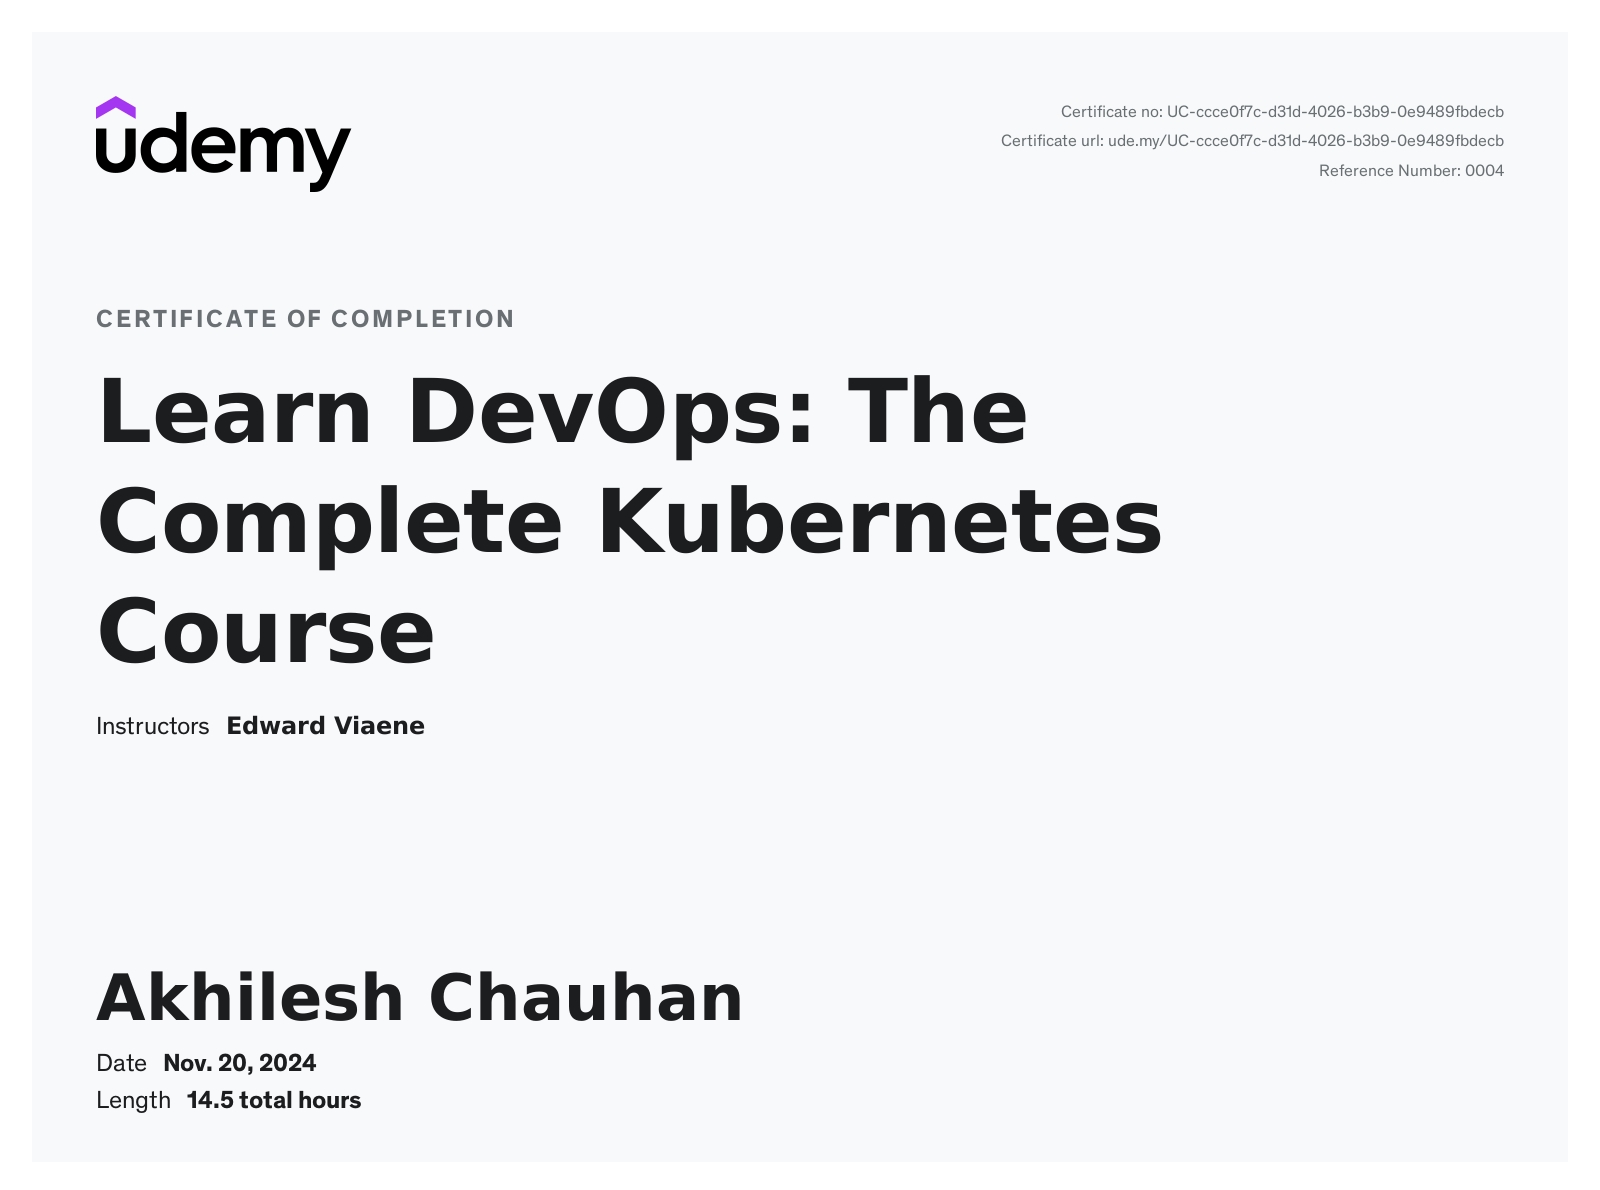 udemy
Certificate no: UC-ccce0f7c-d31d-4026-b3b9-0e9489fbdecb
Certificate url: ude.my/UC-ccce0f7c-d31d-4026-b3b9-0e9489fbdecb
Reference Number: 0004
CERTIFICATE OF COMPLETION
Learn DevOps: The
Complete Kubernetes
Course
Instructors Edward Viaene
Akhilesh Chauhan
Date Nov. 20, 2024
Length 14.5 total hours